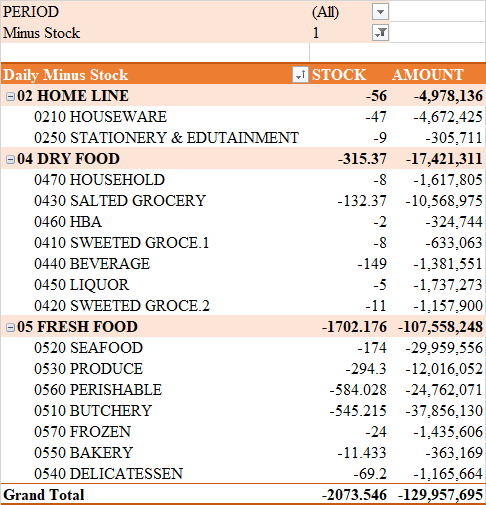 PERIOD (All)
Minus Stock 1
Daily Minus Stock STOCK AMOUNT
02 HOME LINE -56 -4,978,136
0210 HOUSEWARE -47 -4,672,425
0250 STATIONERY & EDUTAINMENT -9 -305,711
04 DRY FOOD -315.37 -17,421,311
0470 HOUSEHOLD -8 -1,617,805
0430 SALTED GROCERY -132.37 -10,568,975
0460 HBA -2 -324,744
0410 SWEETED GROCE.1 -8 -633,063
0440 BEVERAGE -149 -1,381,551
0450 LIQUOR -5 -1,737,273
0420 SWEETED GROCE.2 -11 -1,157,900
05 FRESH FOOD -1702.176 -107,558,248
0520 SEAFOOD -174 -29,959,556
0530 PRODUCE -294.3 -12,016,052
0560 PERISHABLE -584.028 -24,762,071
0510 BUTCHERY -545.215 -37,856,130
0570 FROZEN -24 -1,435,606
0550 BAKERY -11.433 -363,169
0540 DELICATESSEN -69.2 -1,165,664
Grand Total -2073.546 -129,957,695